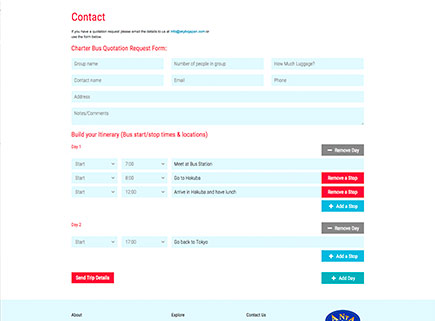 Contact
If you have a quotation request please email the details to us at
use the form below.
Charter Bus Quotation Request Form:
Group name Number of people in group How Much Luggage?
Contact name Email Phone
Address
Notes/Comments
Build your Itinerary (Bus start/stop times & locations)
Day 1 Remove Day
Start 7:00 Meet at Bus Station
Start 8:00 Go to Hakuba Remove a Stop
Start 12:00 Arrive in Hakuba and have lunch Remove a Stop
+ Add a Stop
Day 2 Remove Day
Start 17:00 Go back to Tokyo
+ Add a Stop
Send Trip Details + Add Day
About Explore Contact Us